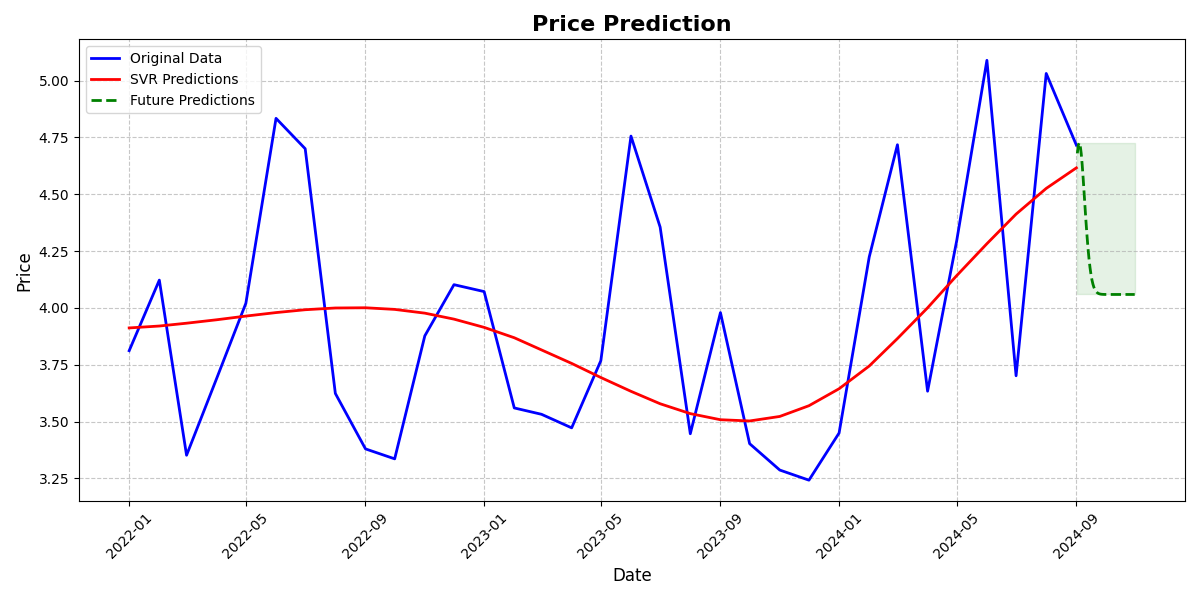 Price Prediction
Original Data
SVR Predictions
Future Predictions
Price
5.00
4.75
4.50
4.25
4.00
3.75
3.50
3.25
2022-01
2022-05
2022-09
2023-01
2023-05
2023-09
2024-01
2024-05
2024-09
Date